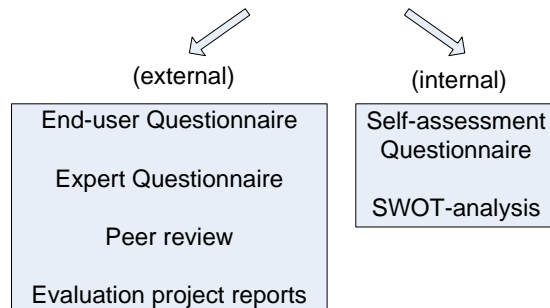 (external)
End-user Questionnaire
Expert Questionnaire
Peer review
Evaluation project reports
(internal)
Self-assessment
Questionnaire
SWOT-analysis